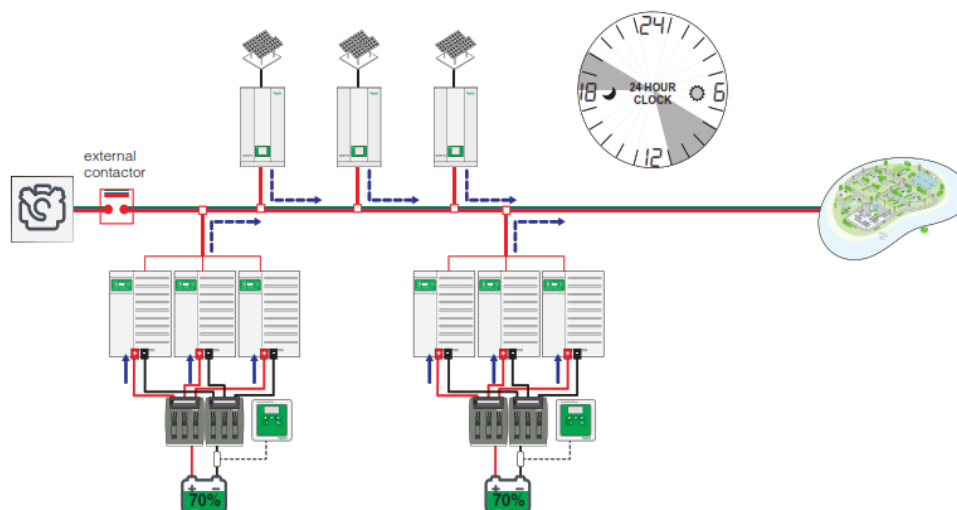 24
18
24 HOUR
CLOCK
6
12
external
contactor
+ −
70%
+ −
70%